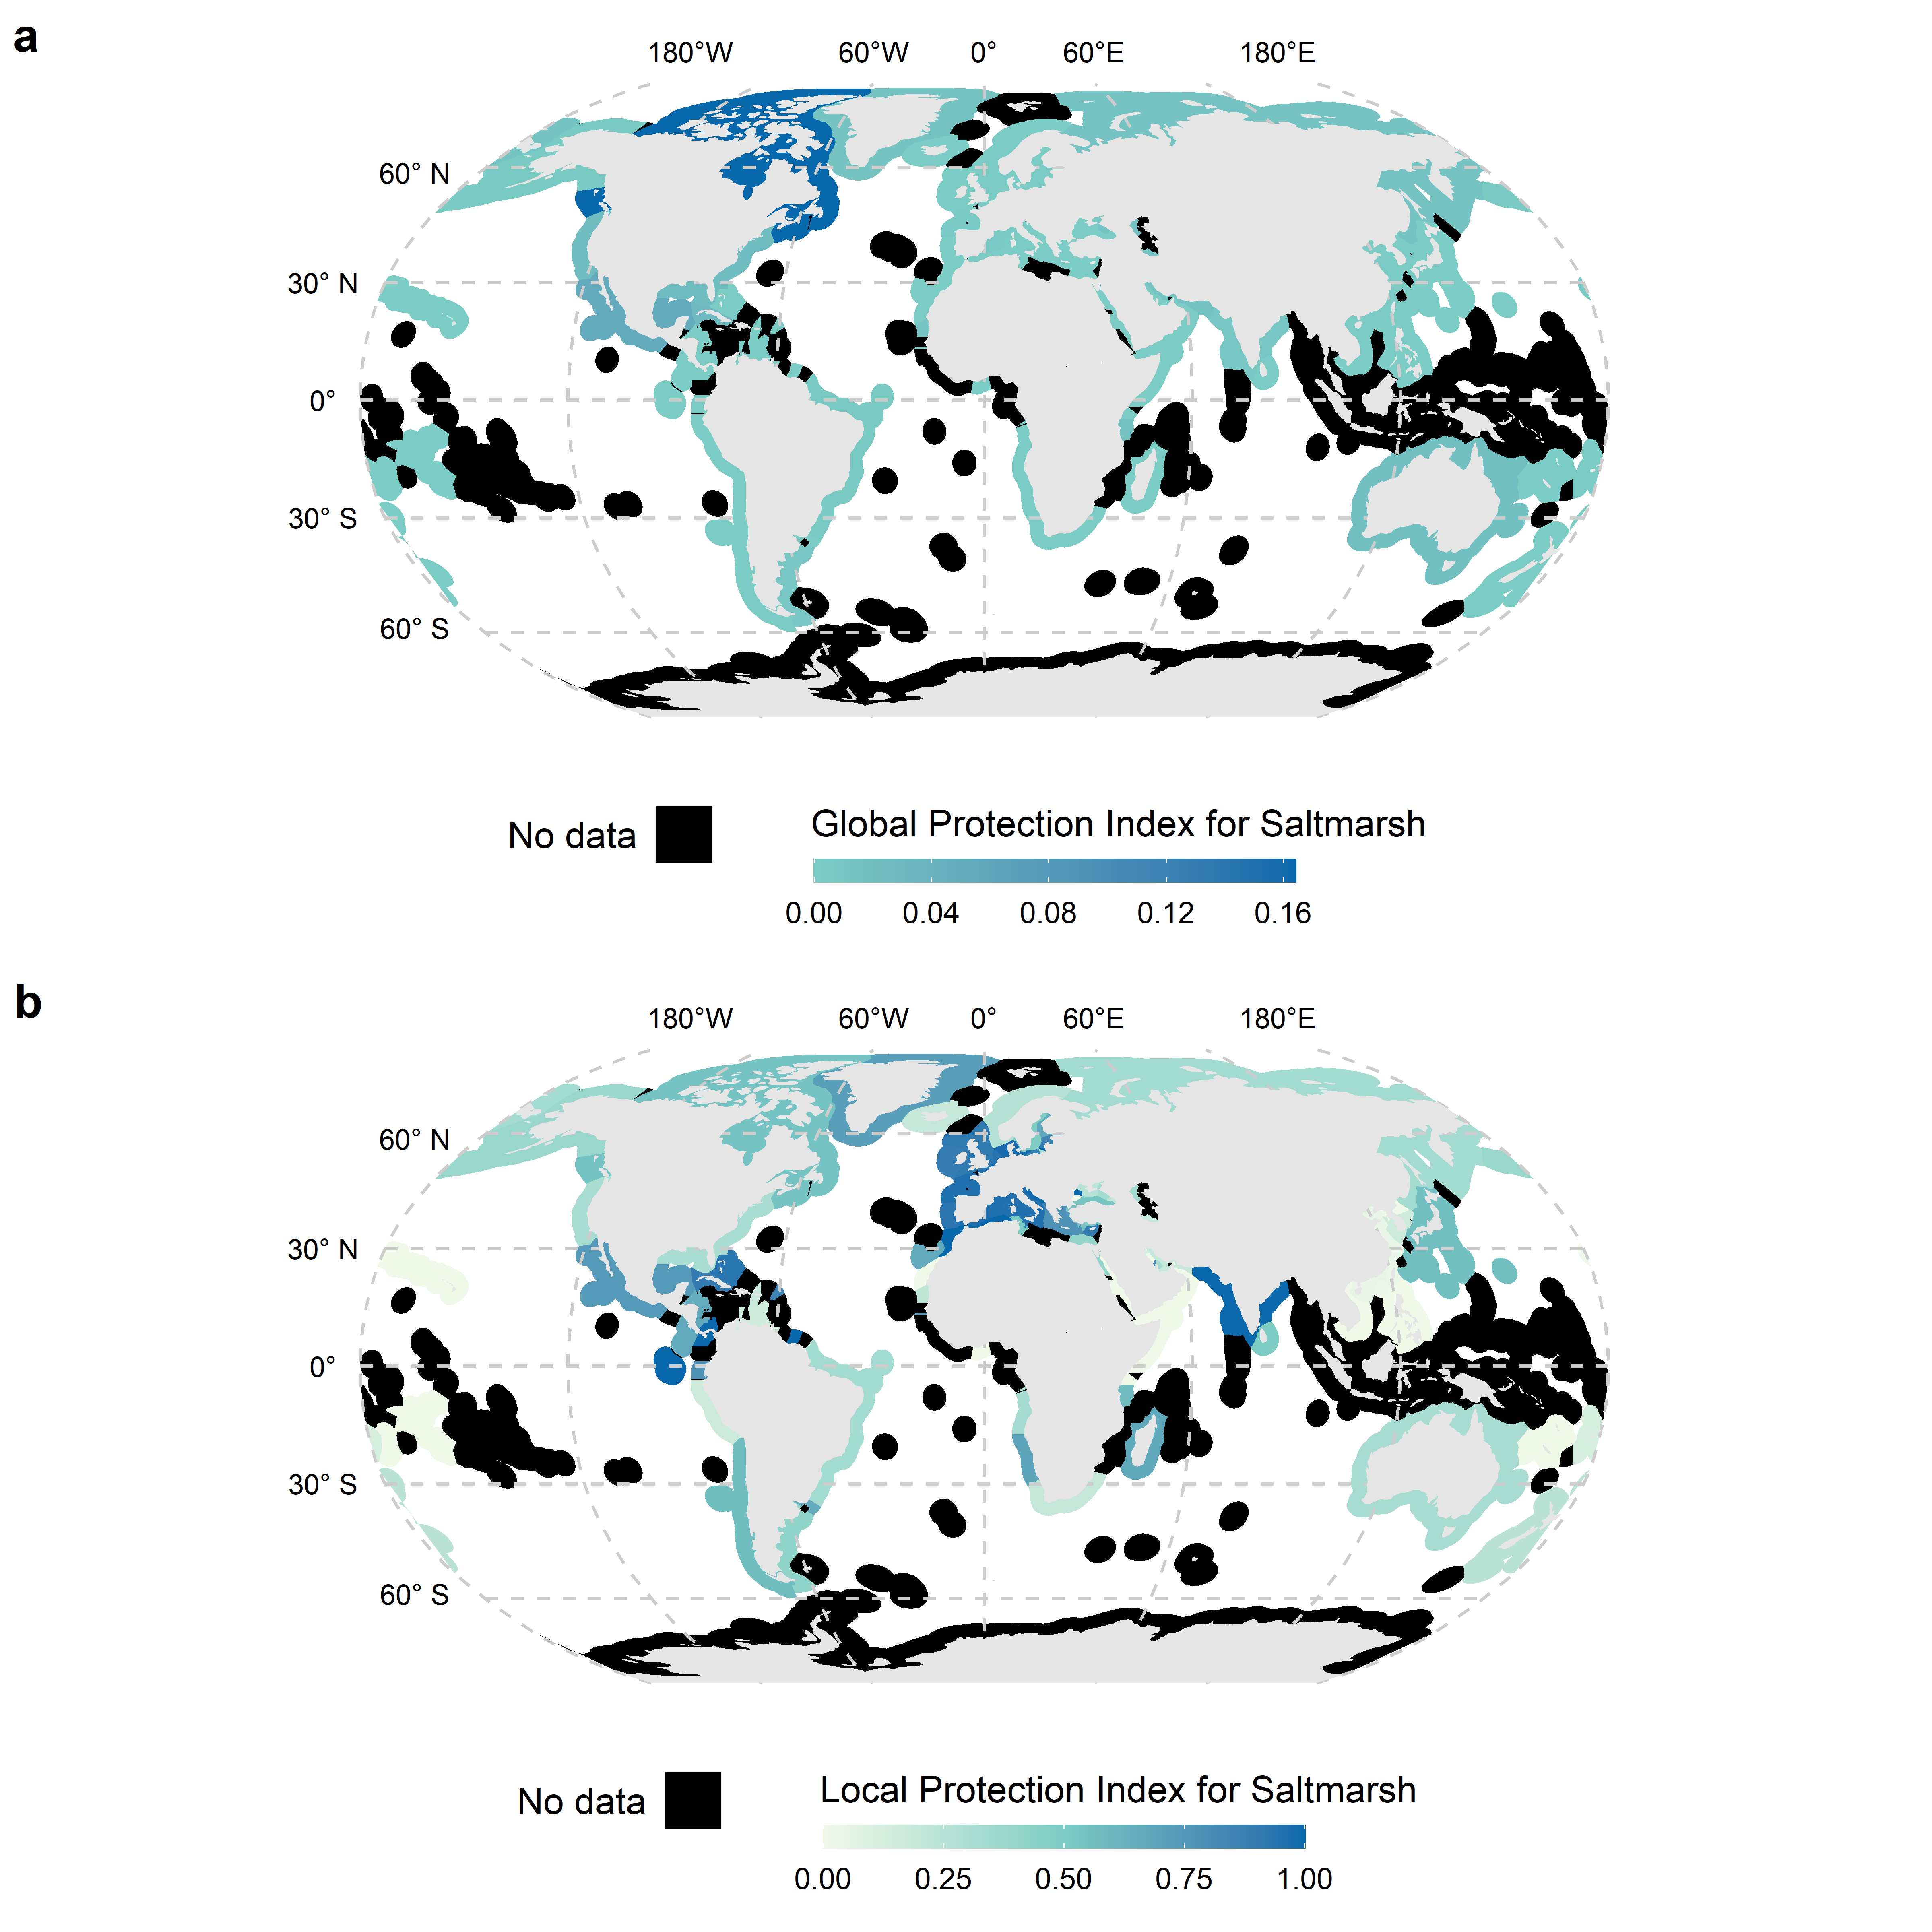 a
180°W 60°W 0° 60°E 180°E
60° N
30° N
0°
30° S
60° S
No data
Global Protection Index for Saltmarsh
0.00 0.04 0.08 0.12 0.16
b
180°W 60°W 0° 60°E 180°E
60° N
30° N
0°
30° S
60° S
No data
Local Protection Index for Saltmarsh
0.00 0.25 0.50 0.75 1.00